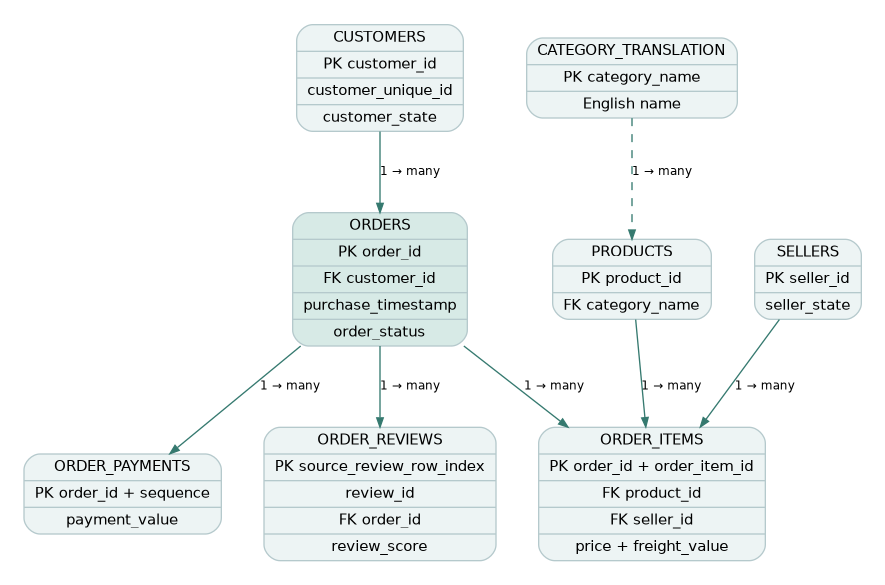 CUSTOMERS
PK customer_id
customer_unique_id
customer_state
CATEGORY_TRANSLATION
PK category_name
English name
1 → many
1 → many
ORDERS
PK order_id
FK customer_id
purchase_timestamp
order_status
PRODUCTS
PK product_id
FK category_name
SELLERS
PK seller_id
seller_state
1 → many
1 → many
1 → many
1 → many
1 → many
ORDER_PAYMENTS
PK order_id + sequence
payment_value
ORDER_REVIEWS
PK source_review_row_index
review_id
FK order_id
review_score
ORDER_ITEMS
PK order_id + order_item_id
FK product_id
FK seller_id
price + freight_value